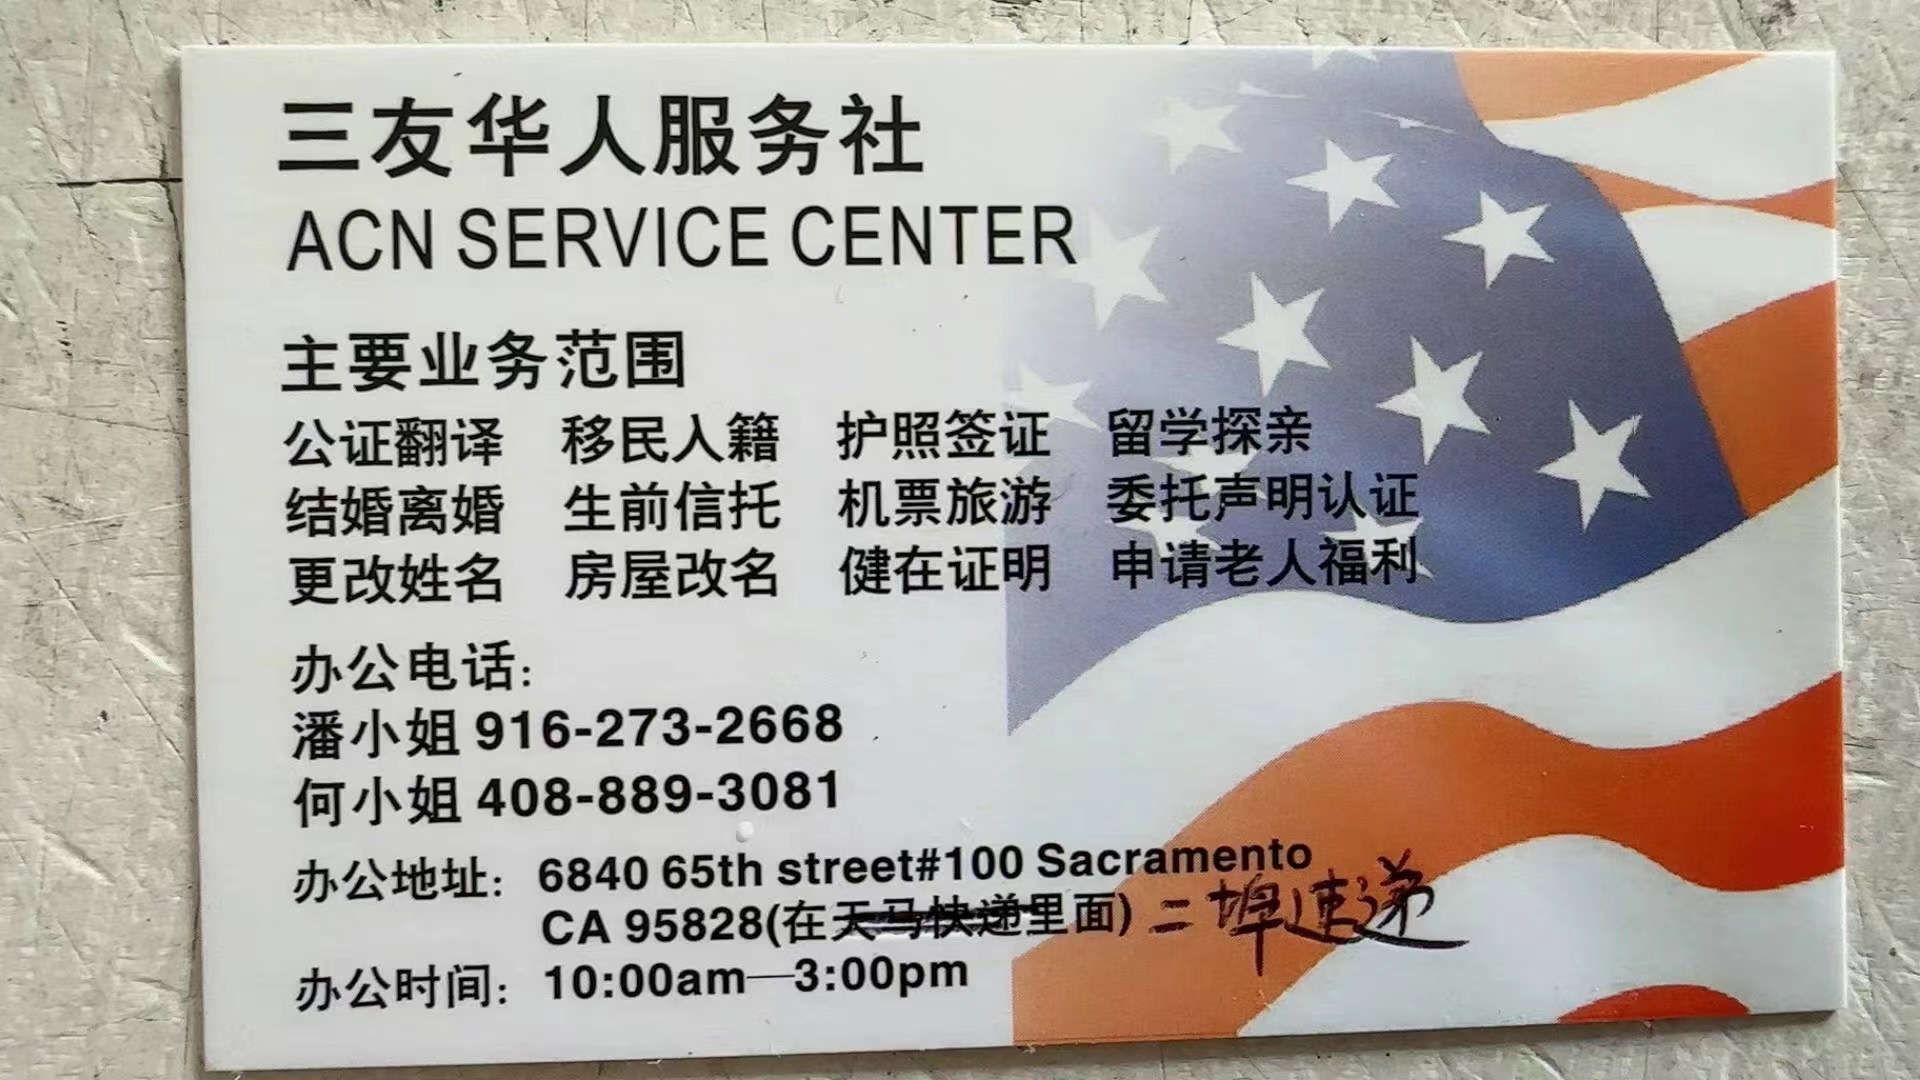 三友华人服务社
ACN SERVICE CENTER
主要业务范围
公证翻译 移民入籍 护照签证 留学探亲
结婚离婚 生前信托 机票旅游 委托声明认证
更改姓名 房屋改名 健在证明 申请老人福利
办公电话:
潘小姐 916-273-2668
何小姐 408-889-3081
办公地址: 6840 65th street#100 Sacramento
CA 95828(在天马快递里面) 二埠速递
办公时间: 10:00am—3:00pm